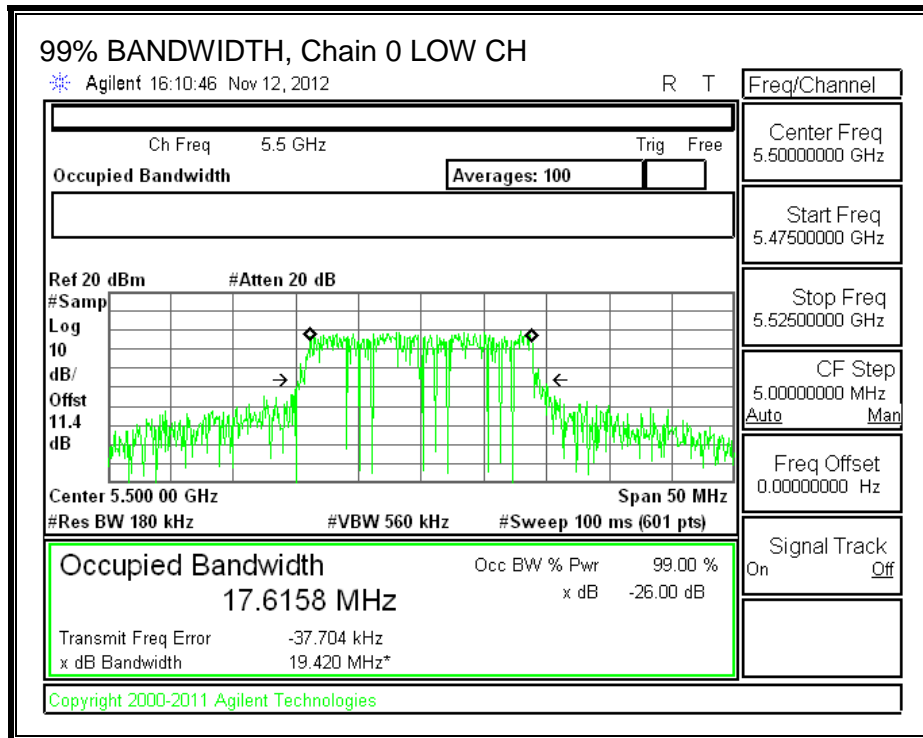 99% BANDWIDTH, Chain 0 LOW CH
Agilent 16:10:46 Nov 12, 2012 R T
Freq/Channel
Ch Freq 5.5 GHz Trig Free
Occupied Bandwidth Averages: 100
Center Freq
5.50000000 GHz
Start Freq
5.47500000 GHz
Stop Freq
5.52500000 GHz
CF Step
5.00000000 MHz
Auto Man
Freq Offset
0.00000000 Hz
Signal Track
On Off
Ref 20 dBm #Atten 20 dB
#Samp
Log
10
dB/
Offst
11.4
dB
Center 5.500 00 GHz Span 50 MHz
#Res BW 180 kHz #VBW 560 kHz #Sweep 100 ms (601 pts)
Occupied Bandwidth Occ BW % Pwr 99.00 %
17.6158 MHz x dB -26.00 dB
Transmit Freq Error -37.704 kHz
x dB Bandwidth 19.420 MHz*
Copyright 2000-2011 Agilent Technologies